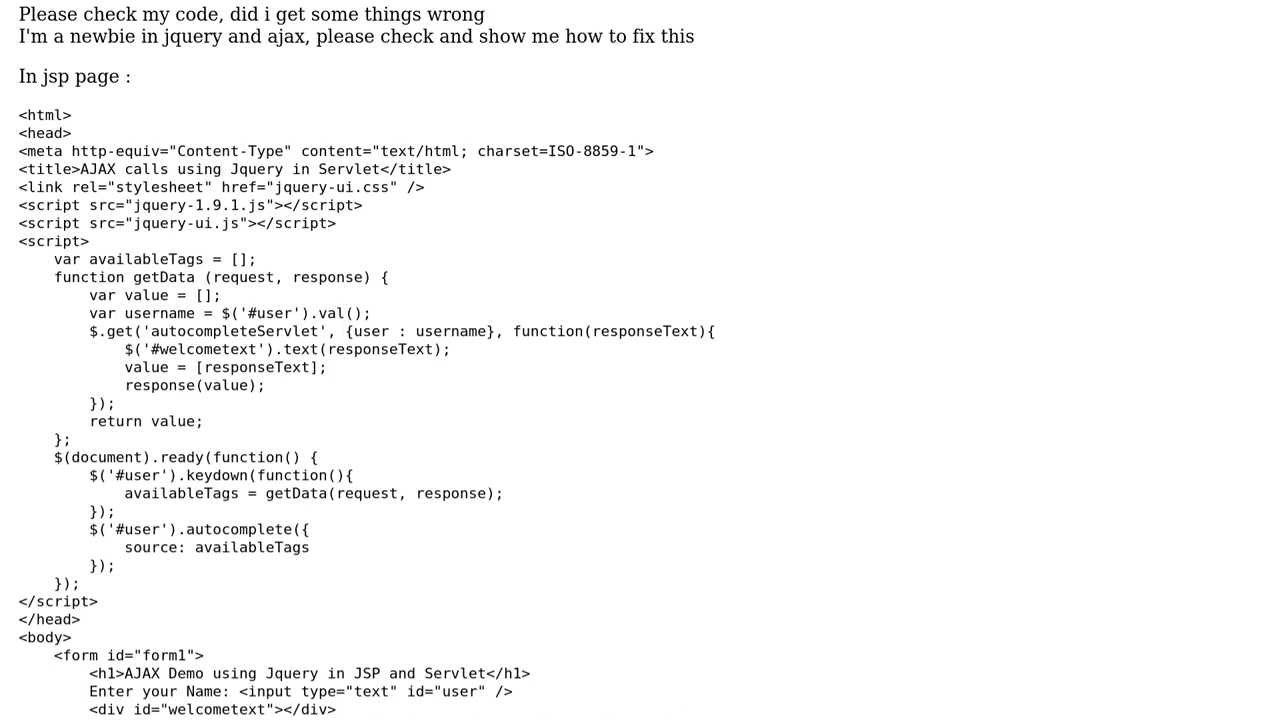 Please check my code, did i get some things wrong
I'm a newbie in jquery and ajax, please check and show me how to fix this
In jsp page :
<html>
<head>
<meta http-equiv="Content-Type" content="text/html; charset=ISO-8859-1">
<title>AJAX calls using Jquery in Servlet</title>
<link rel="stylesheet" href="jquery-ui.css" />
<script src="jquery-1.9.1.js"></script>
<script src="jquery-ui.js"></script>
<script>
    var availableTags = [];
    function getData (request, response) {
        var value = [];
        var username = $('#user').val();
        $.get('autocompleteServlet', {user : username}, function(responseText){
            $('#welcometext').text(responseText);
            value = [responseText];
            response(value);
        });
        return value;
    };
    $(document).ready(function() {
        $('#user').keydown(function(){
            availableTags = getData(request, response);
        });
        $('#user').autocomplete({
            source: availableTags
        });
    });
</script>
</head>
<body>
    <form id="form1">
        <h1>AJAX Demo using Jquery in JSP and Servlet</h1>
        Enter your Name: <input type="text" id="user" />
        <div id="welcometext"></div>